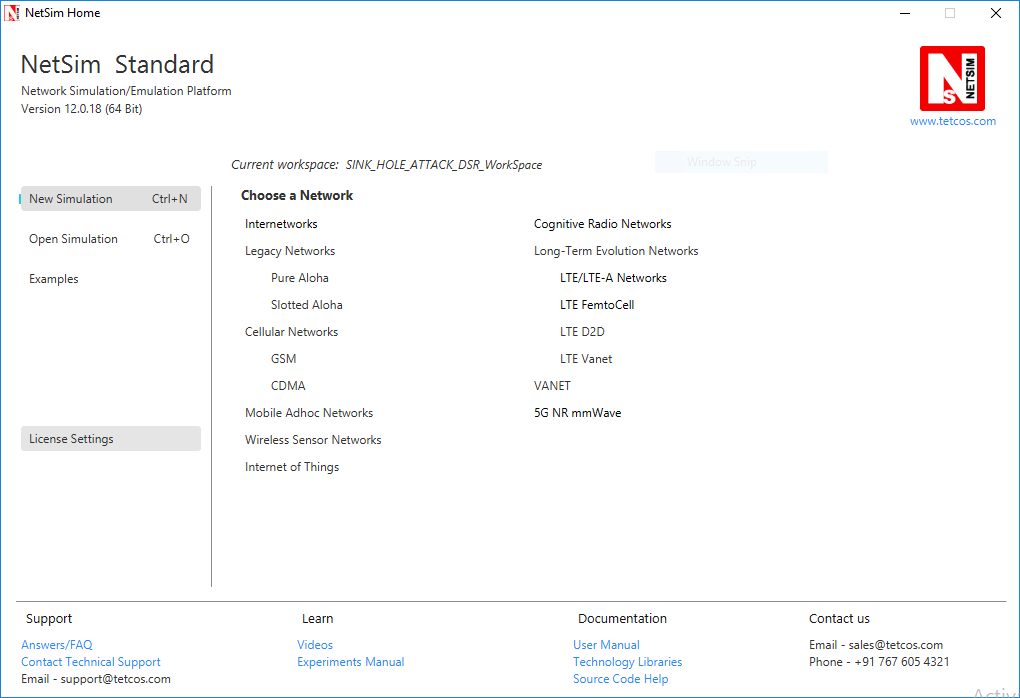 NetSim Home
NetSim Standard
Network Simulation/Emulation Platform
Version 12.0.18 (64 Bit)
NS NETSIM
www.tetcos.com
Current workspace: SINK_HOLE_ATTACK_DSR_WorkSpace
Window Snip
New Simulation Ctrl+N
Open Simulation Ctrl+O
Examples
License Settings
Choose a Network
Internetworks
Legacy Networks
Pure Aloha
Slotted Aloha
Cellular Networks
GSM
CDMA
Mobile Adhoc Networks
Wireless Sensor Networks
Internet of Things
Cognitive Radio Networks
Long-Term Evolution Networks
LTE/LTE-A Networks
LTE FemtoCell
LTE D2D
LTE Vanet
VANET
5G NR mmWave
Support
Answers/FAQ
Contact Technical Support
Email - support@tetcos.com
Learn
Videos
Experiments Manual
Documentation
User Manual
Technology Libraries
Source Code Help
Contact us
Email - sales@tetcos.com
Phone - +91 767 605 4321